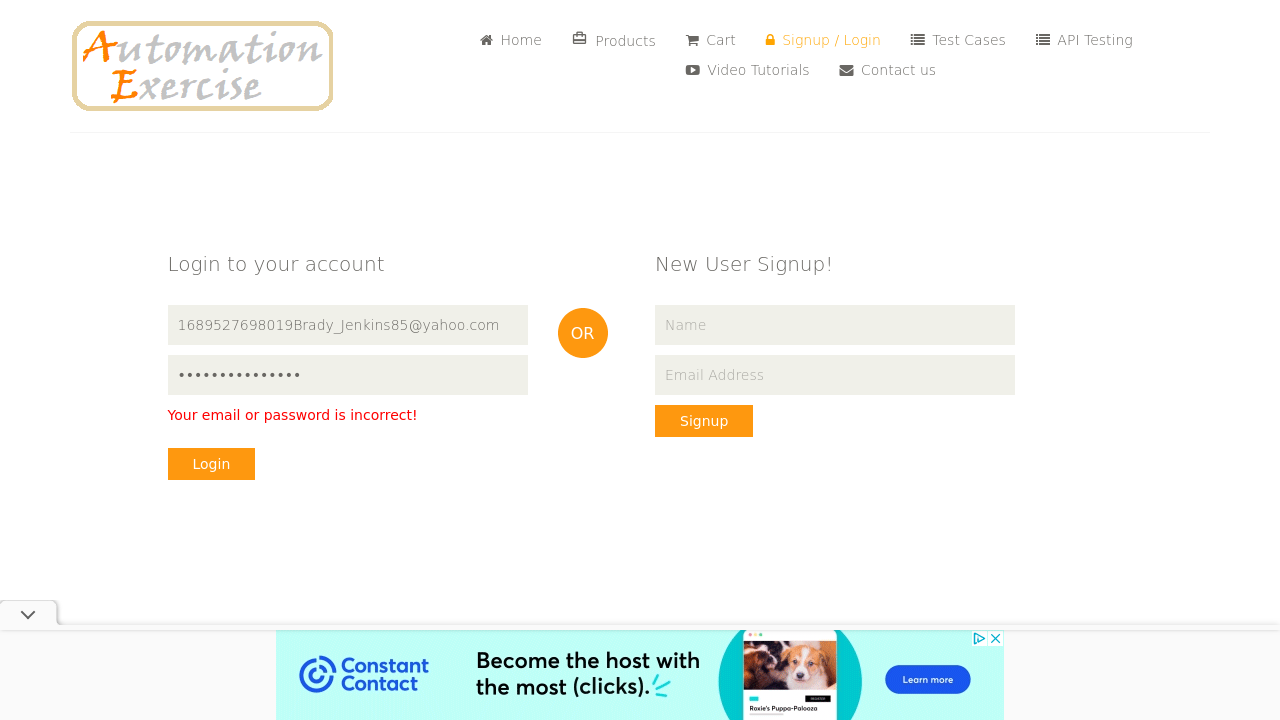 Automation
Exercise
Home
Products
Cart
Signup / Login
Test Cases
API Testing
Video Tutorials
Contact us
Login to your account
1689527698019Brady_Jenkins85@yahoo.com
•••••••••••••••
Your email or password is incorrect!
Login
OR
New User Signup!
Name
Email Address
Signup
Constant
Contact
Become the host with
the most (clicks).
REGISTER
Roxie's Puppa-Palooza
Learn more